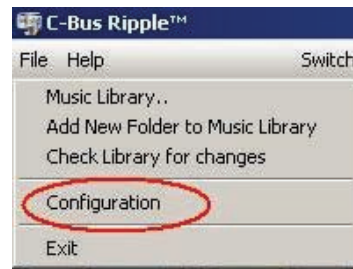 C-Bus Ripple™
File Help Switch
Music Library..
Add New Folder to Music Library
Check Library for changes
Configuration
Exit